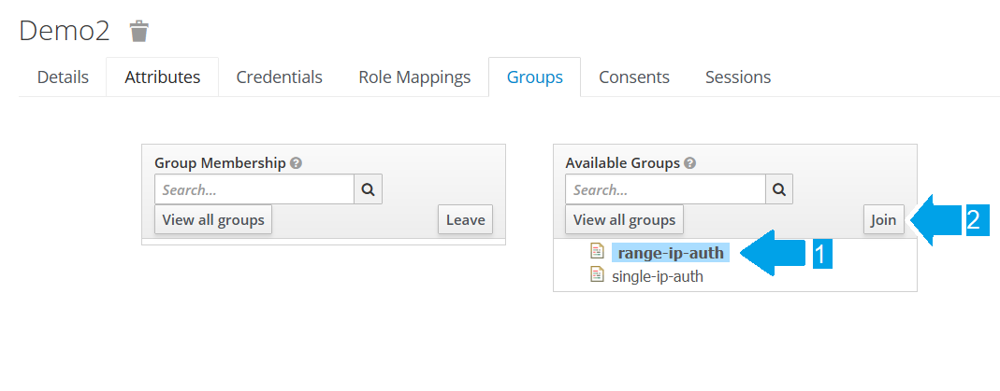 Demo2
Details Attributes Credentials Role Mappings Groups Consents Sessions
Group Membership ?
Search...
View all groups Leave
Available Groups ?
Search...
View all groups Join 2
range-ip-auth 1
single-ip-auth